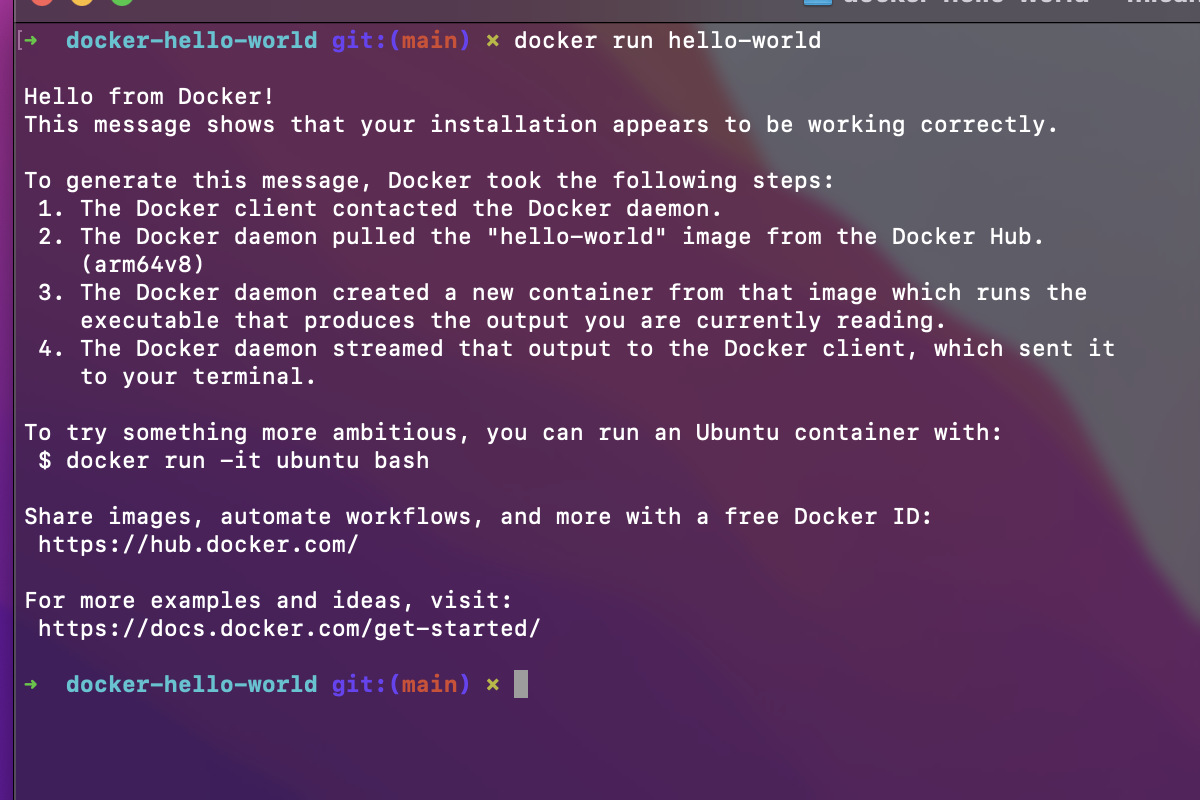 docker-hello-world
➜  docker-hello-world git:(main) ✗ docker run hello-world

Hello from Docker!
This message shows that your installation appears to be working correctly.

To generate this message, Docker took the following steps:
 1. The Docker client contacted the Docker daemon.
 2. The Docker daemon pulled the "hello-world" image from the Docker Hub.
    (arm64v8)
 3. The Docker daemon created a new container from that image which runs the
    executable that produces the output you are currently reading.
 4. The Docker daemon streamed that output to the Docker client, which sent it
    to your terminal.

To try something more ambitious, you can run an Ubuntu container with:
 $ docker run -it ubuntu bash

Share images, automate workflows, and more with a free Docker ID:
 https://hub.docker.com/

For more examples and ideas, visit:
 https://docs.docker.com/get-started/

➜  docker-hello-world git:(main) ✗